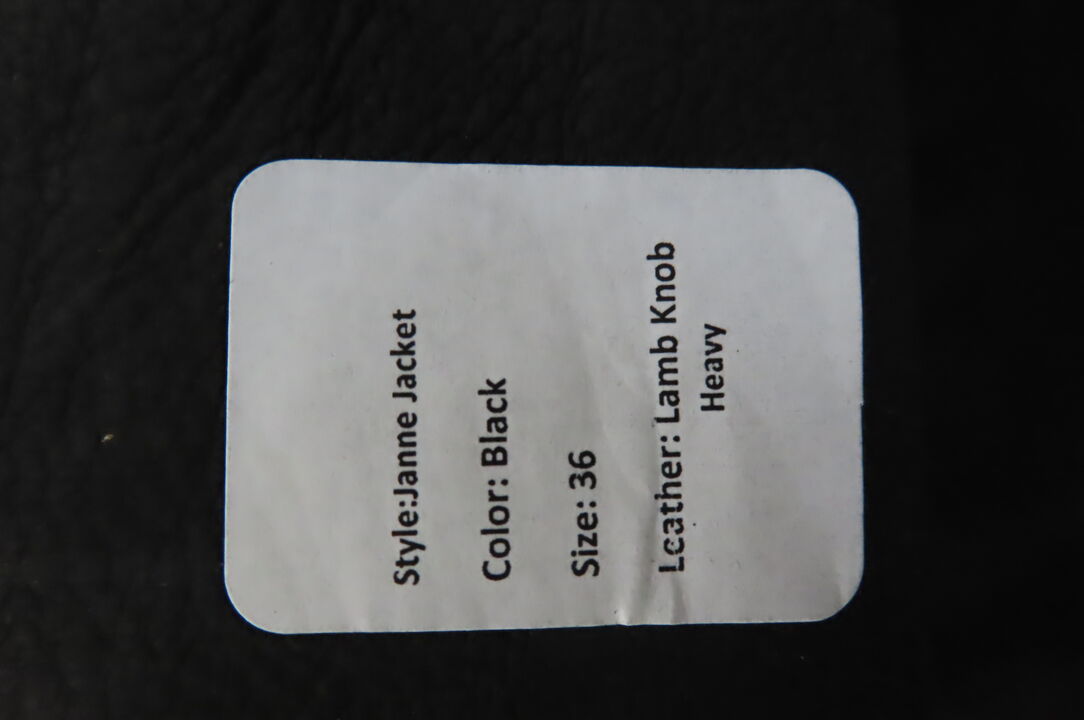 Style:Janne Jacket
Color: Black
Size: 36
Leather: Lamb Knob
Heavy